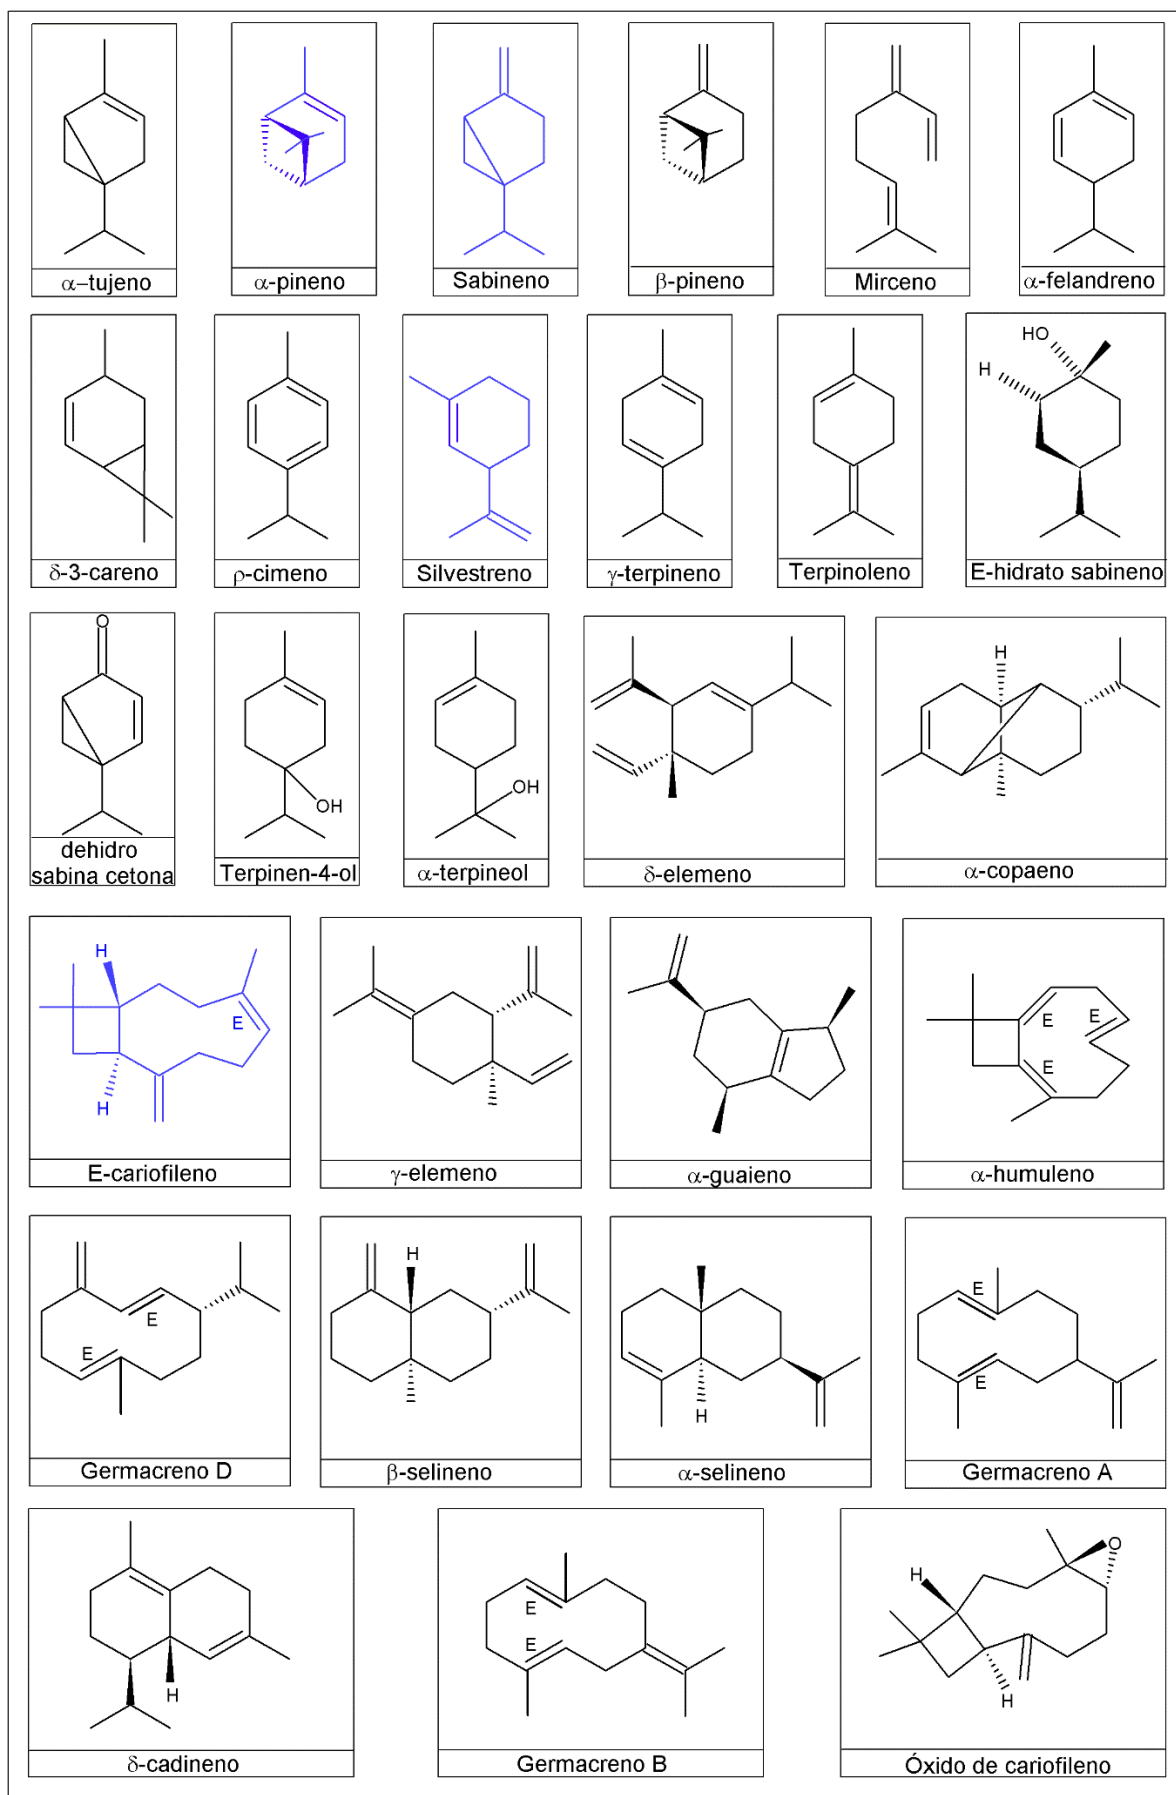 α−tujeno
α-pineno
Sabineno
β-pineno
Mirceno
α-felandreno
HO
H
δ-3-careno
ρ-cimeno
Silvestreno
γ-terpineno
Terpinoleno
E-hidrato sabineno
O
dehidro
sabina cetona
OH
Terpinen-4-ol
OH
α-terpineol
δ-elemeno
H
α-copaeno
H
E
H
E-cariofileno
γ-elemeno
α-guaieno
E
E
E
α-humuleno
E
E
Germacreno D
H
β-selineno
H
α-selineno
E
E
Germacreno A
H
δ-cadineno
E
E
Germacreno B
O
H
H
Óxido de cariofileno